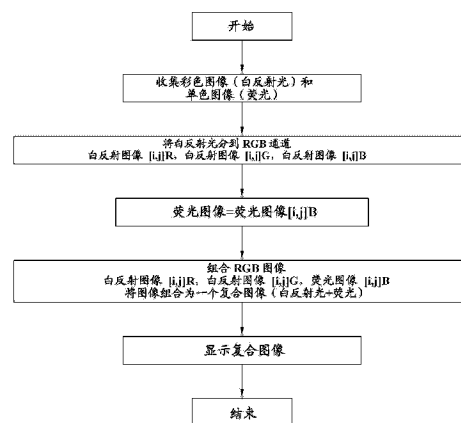 开始
收集彩色图像（白反射光）和
单色图像（荧光）
将白反射光分到 RGB 通道
白反射图像 [i,j]R，白反射图像 [i,j]G，白反射图像 [i,j]B
荧光图像=荧光图像[i,j]B
组合 RGB 图像
白反射图像 [i,j]R，白反射图像 [i,j]G，荧光图像 [i,j]B
将图像组合为一个复合图像（白反射光+荧光）
显示复合图像
结束